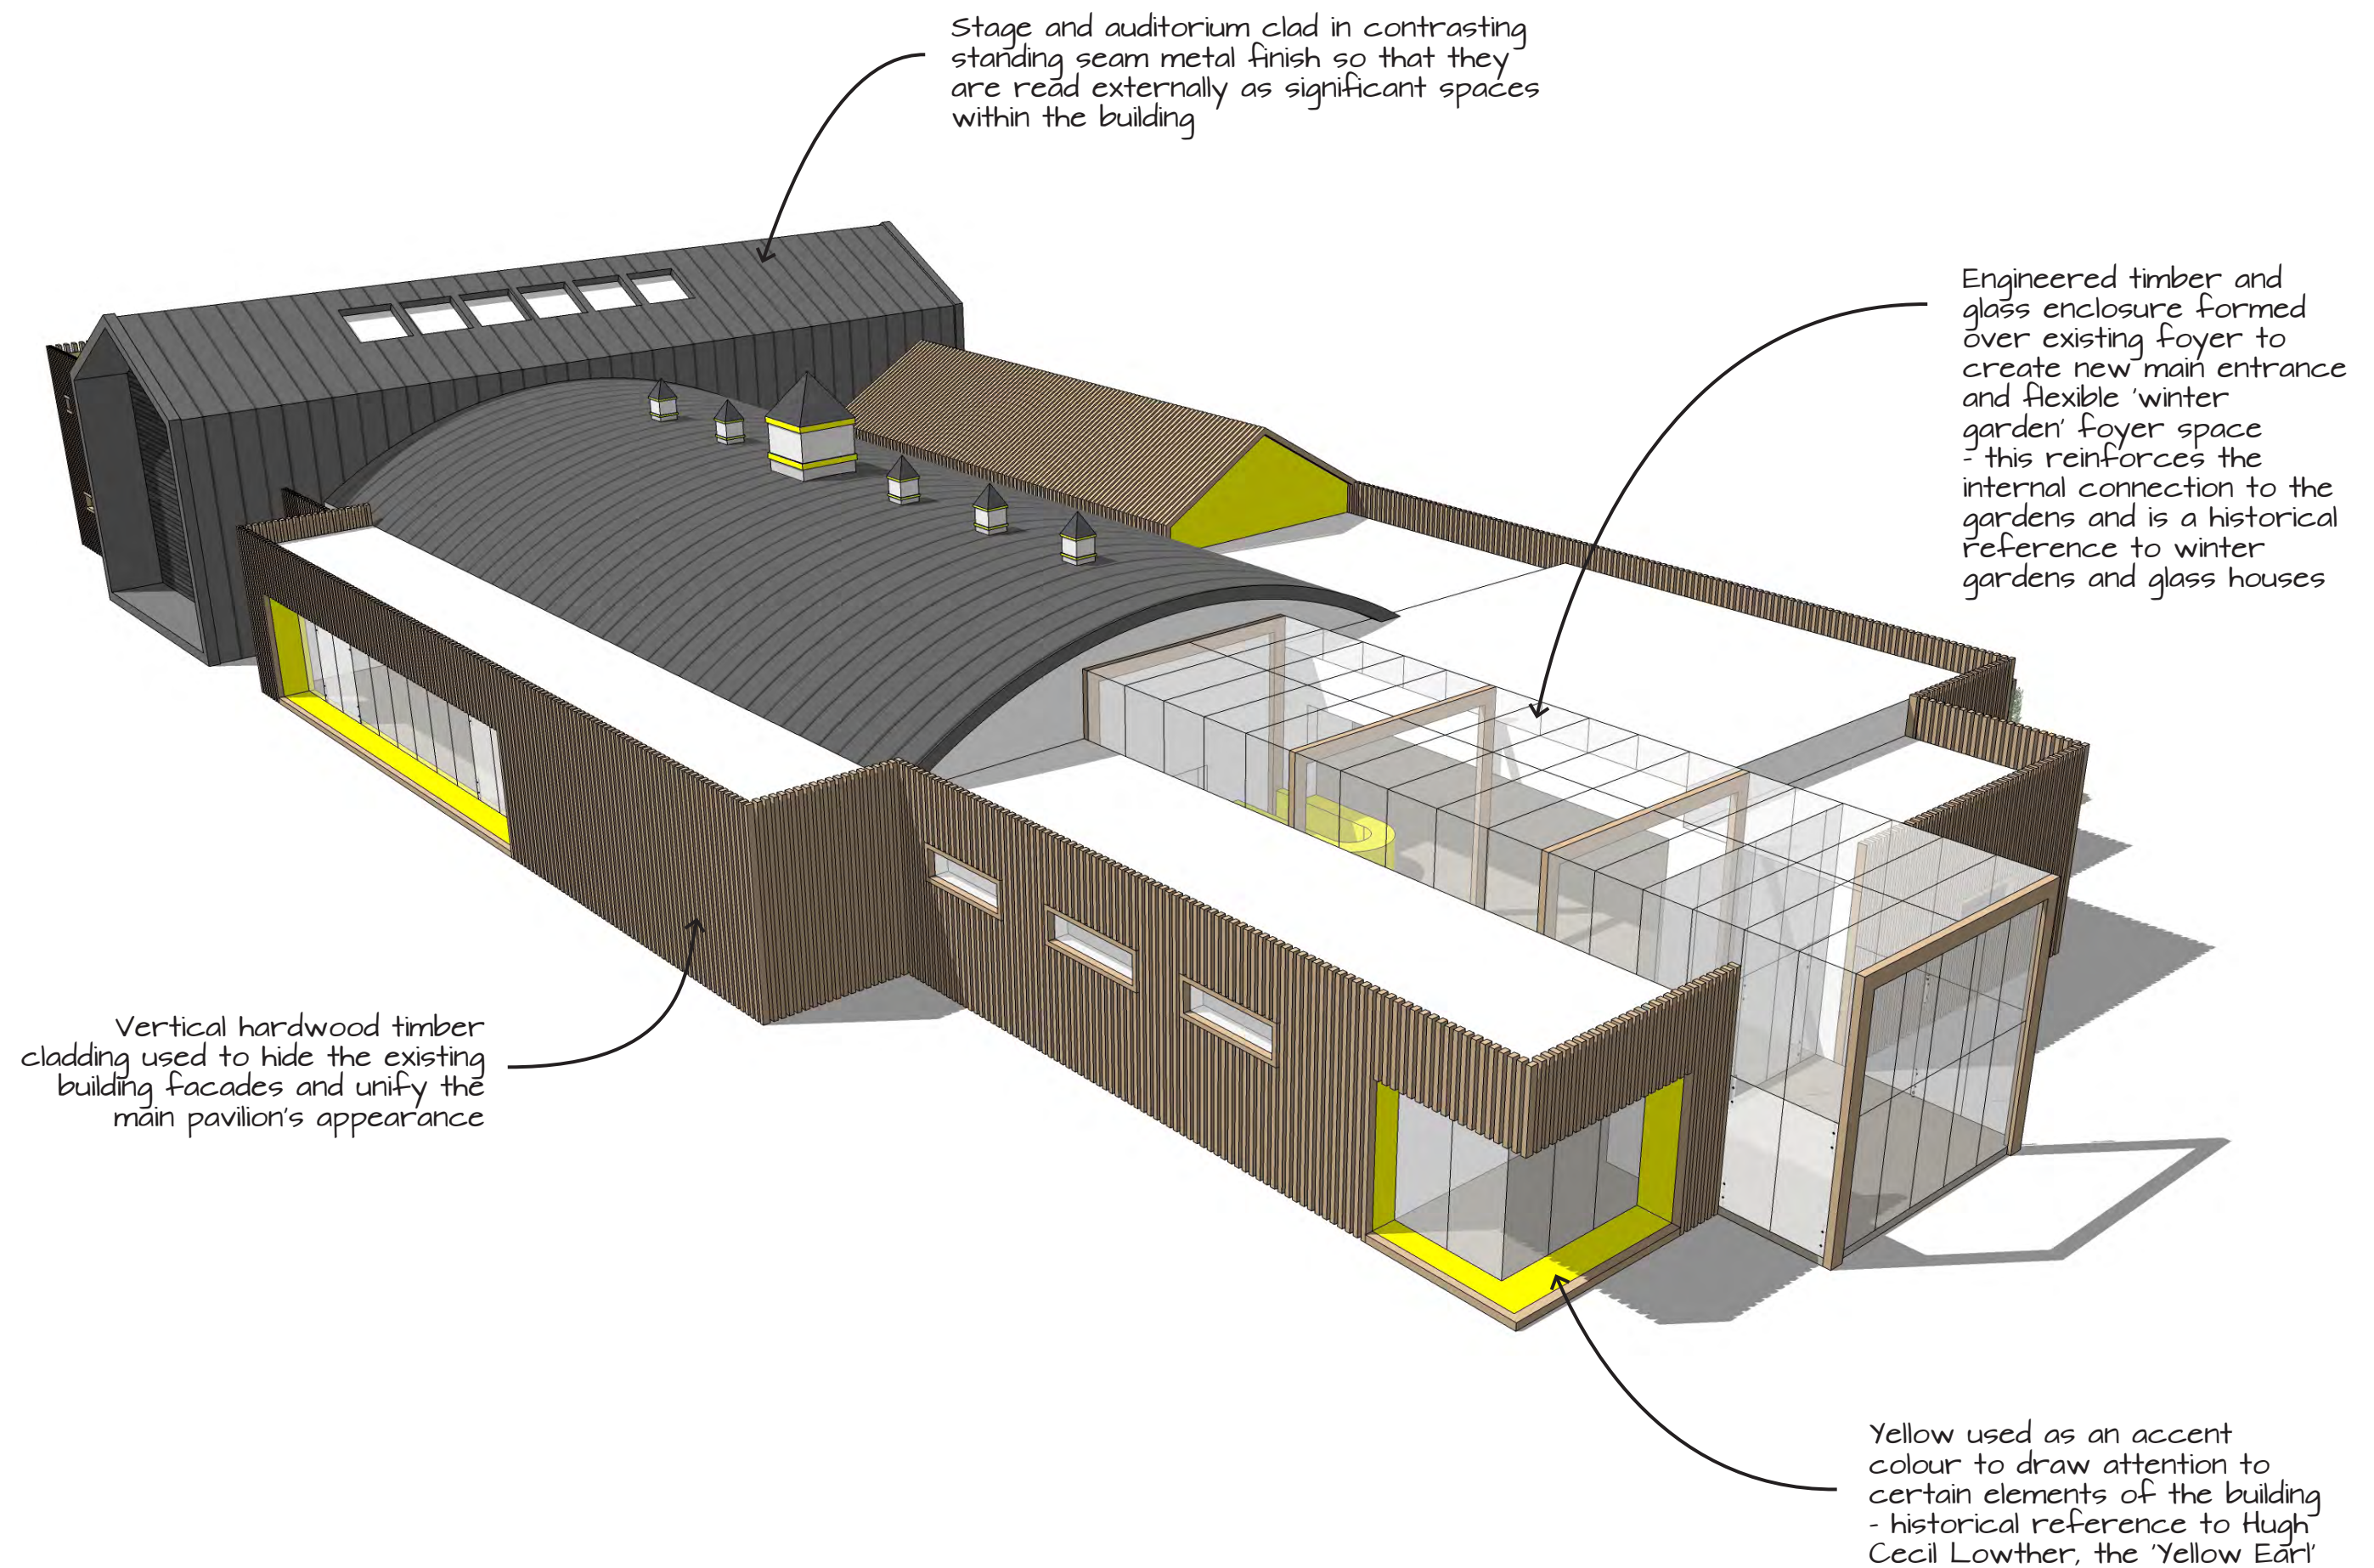 Stage and auditorium clad in contrasting
standing seam metal finish so that they
are read externally as significant spaces
within the building
Engineered timber and
glass enclosure formed
over existing foyer to
create new main entrance
and flexible 'winter
garden' foyer space
- this reinforces the
internal connection to the
gardens and is a historical
reference to winter
gardens and glass houses
Vertical hardwood timber
cladding used to hide the existing
building facades and unify the
main pavilion's appearance
Yellow used as an accent
colour to draw attention to
certain elements of the building
- historical reference to Hugh
Cecil Lowther, the 'Yellow Earl'